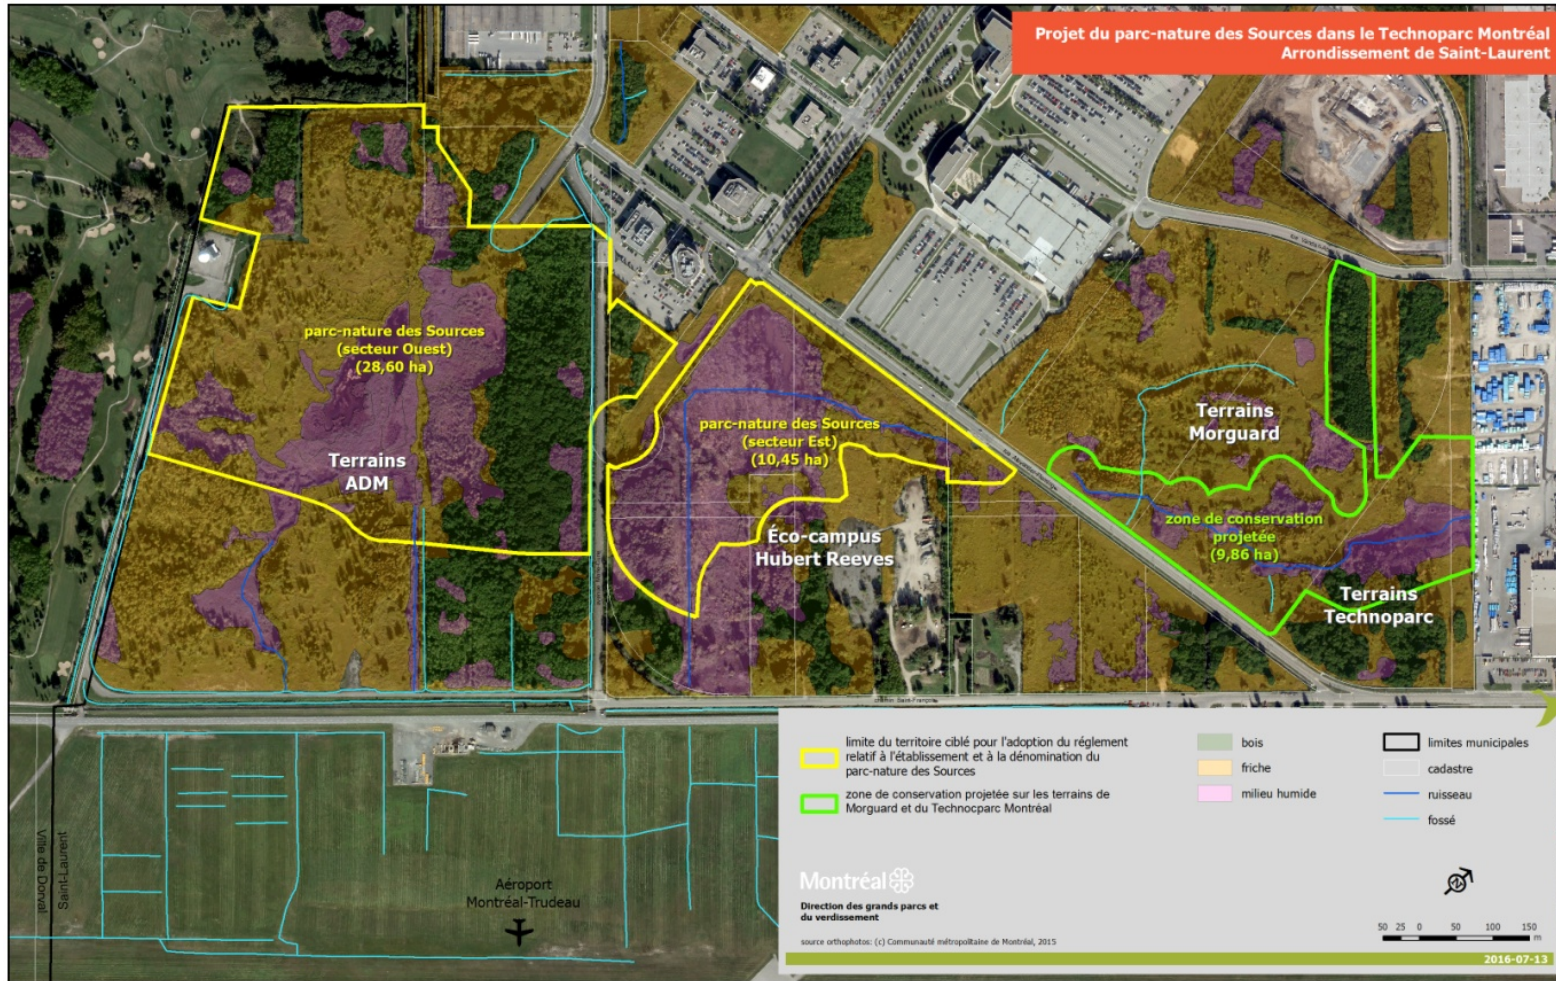 Projet du parc-nature des Sources dans le Technoparc Montréal
Arrondissement de Saint-Laurent
parc-nature des Sources
(secteur Ouest)
(28,60 ha)
Terrains
ADM
parc-nature des Sources
(secteur Est)
(10,45 ha)
Éco-campus
Hubert Reeves
Terrains
Morguard
zone de conservation
projetée
(9,86 ha)
Terrains
Technoparc
chemin Saint-François
Ville de Dorval
Saint-Laurent
Aéroport
Montréal-Trudeau
limite du territoire ciblé pour l'adoption du réglement
relatif à l'établissement et à la dénomination du
parc-nature des Sources
zone de conservation projetée sur les terrains de
Morguard et du Technocparc Montréal
bois
friche
milieu humide
limites municipales
cadastre
ruisseau
fossé
Montréal
Direction des grands parcs et
du verdissement
source orthophotos: (c) Communauté métropolitaine de Montréal, 2015
N
50 25 0 50 100 150
m
2016-07-13